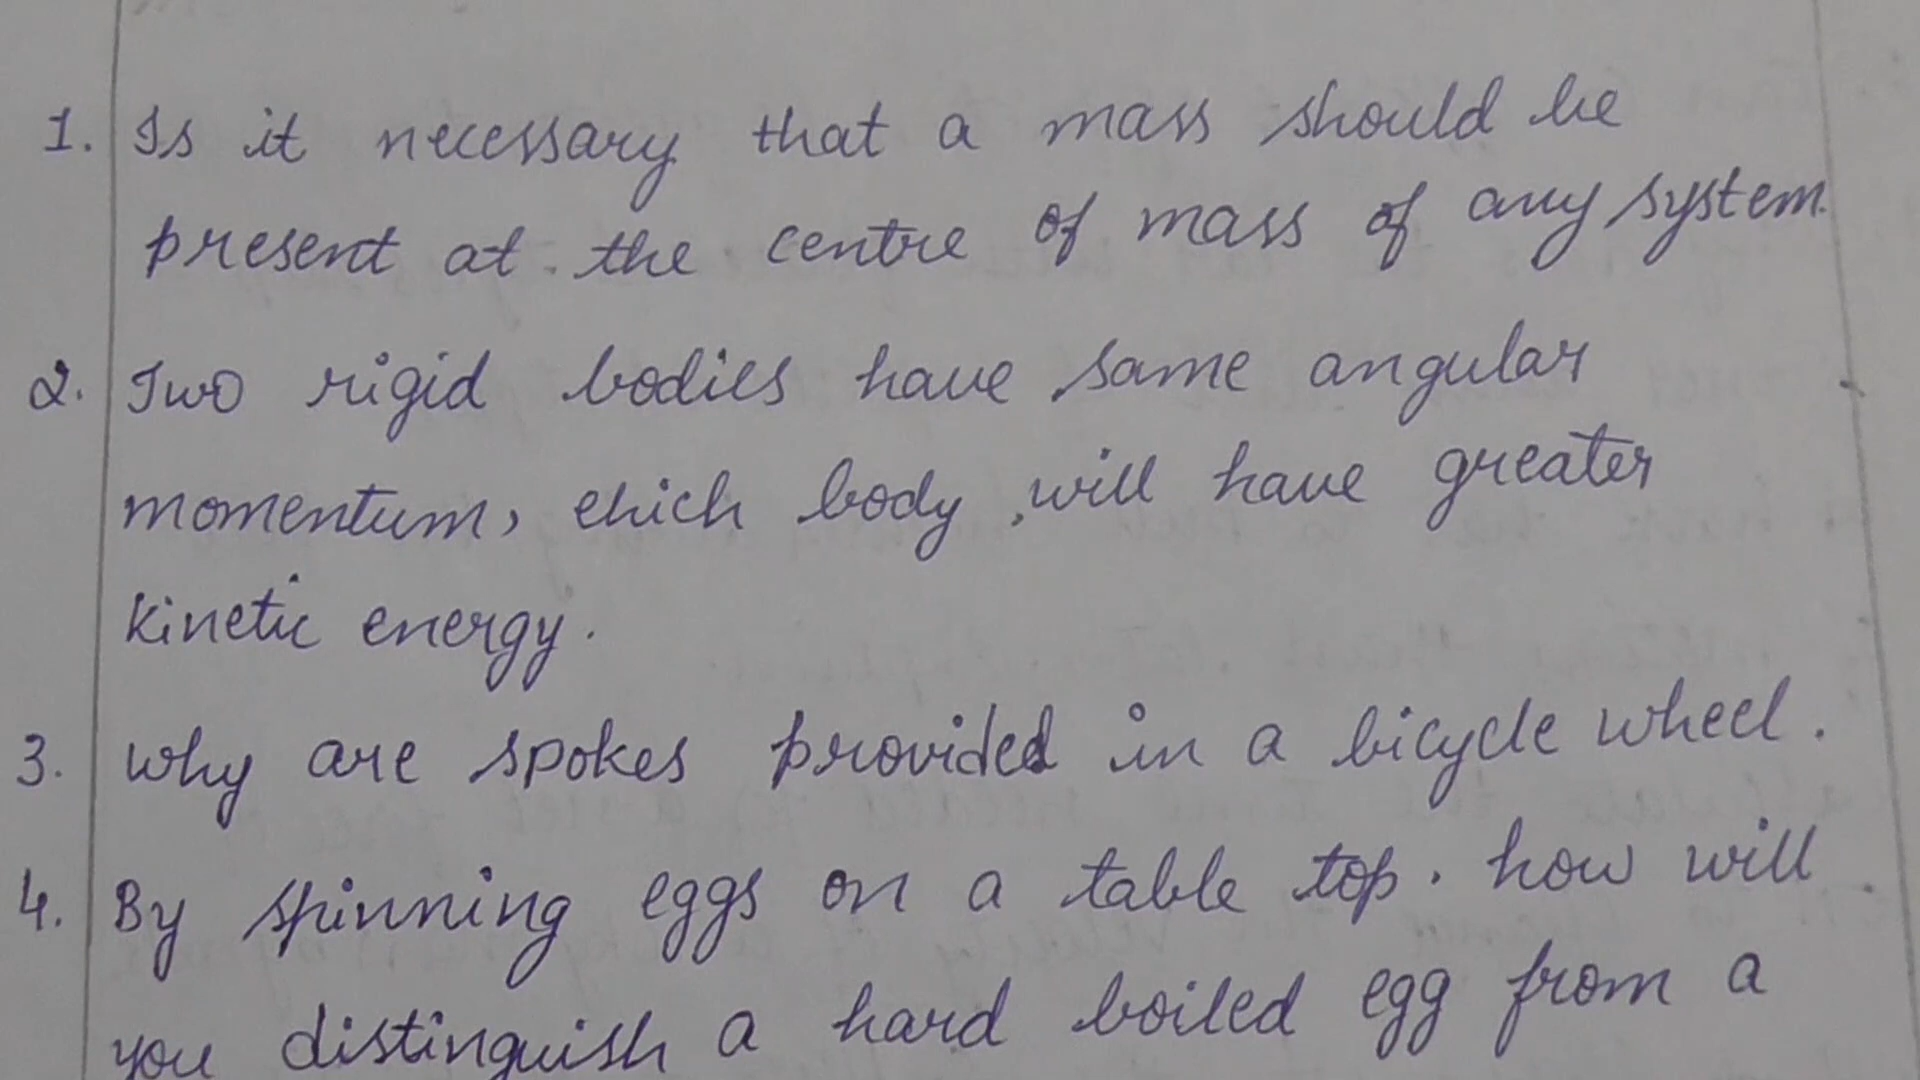 1. Is it necessary that a mass should be
present at the centre of mass of any system.
2. Two rigid bodies have same angular
momentum, ehich body will have greater
kinetic energy.
3. Why are spokes provided in a bicycle wheel.
4. By spinning eggs on a table top. how will
you distinguish a hard boiled egg from a